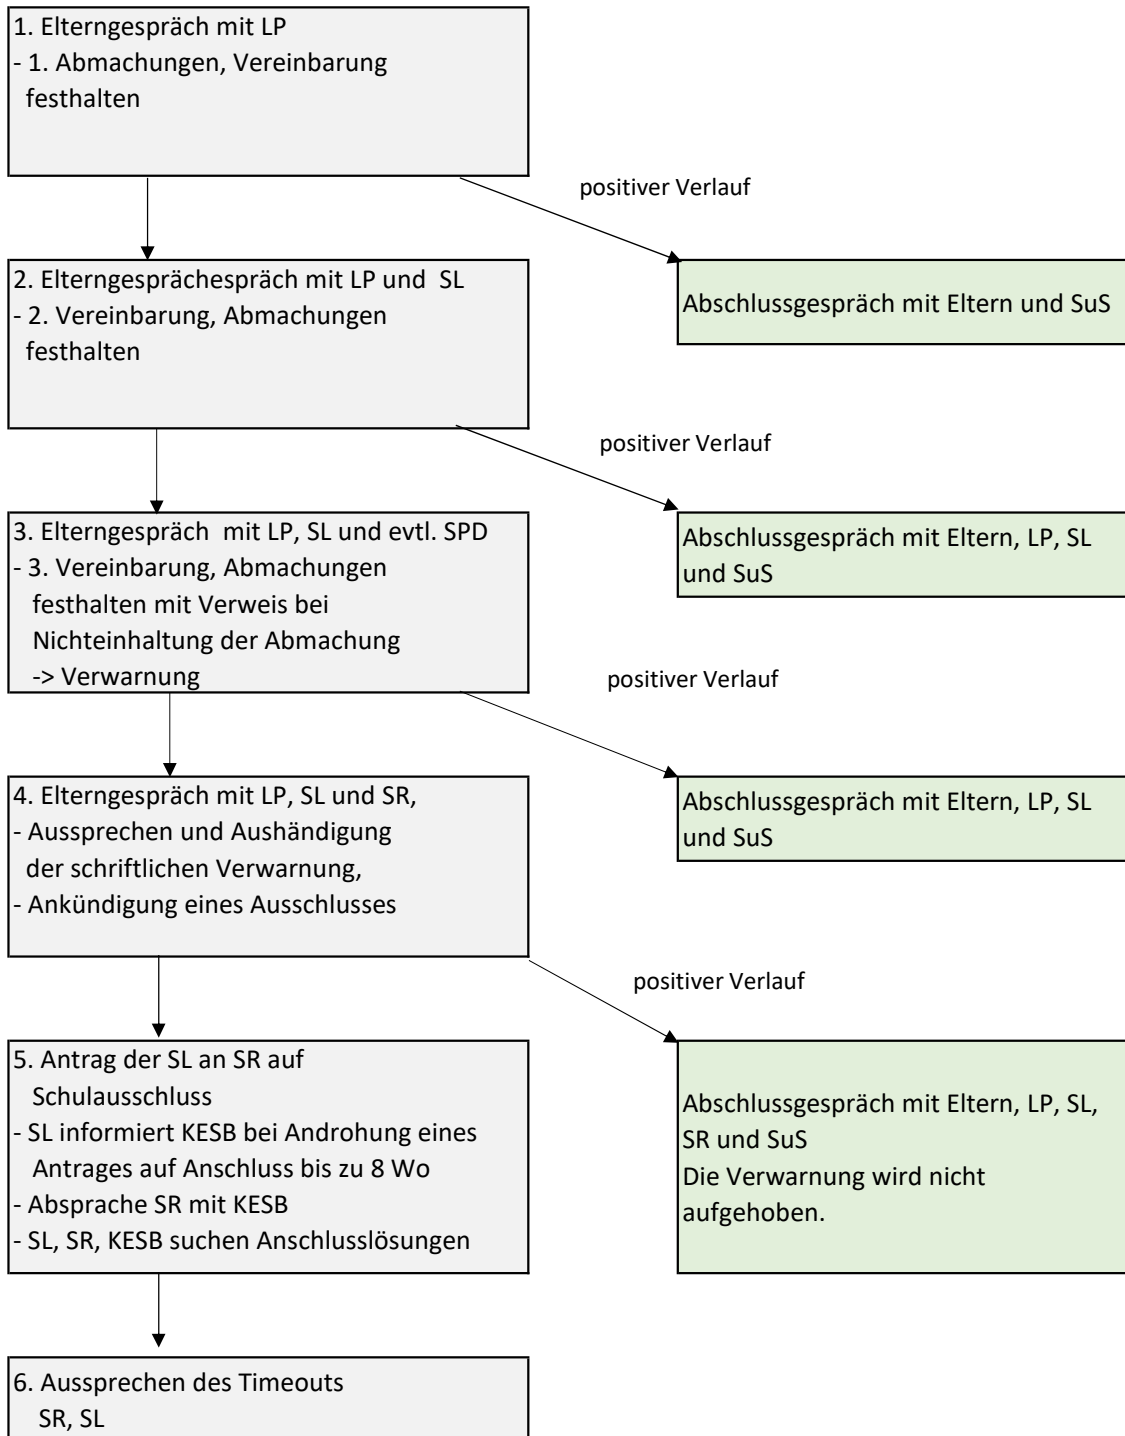 1. Elterngespräch mit LP
- 1. Abmachungen, Vereinbarung
festhalten
positiver Verlauf
2. Elterngesprächespräch mit LP und  SL
- 2. Vereinbarung, Abmachungen
festhalten
Abschlussgespräch mit Eltern und SuS
positiver Verlauf
3. Elterngespräch  mit LP, SL und evtl. SPD
- 3. Vereinbarung, Abmachungen
festhalten mit Verweis bei
Nichteinhaltung der Abmachung
-> Verwarnung
Abschlussgespräch mit Eltern, LP, SL
und SuS
positiver Verlauf
4. Elterngespräch mit LP, SL und SR,
- Aussprechen und Aushändigung
der schriftlichen Verwarnung,
- Ankündigung eines Ausschlusses
Abschlussgespräch mit Eltern, LP, SL
und SuS
positiver Verlauf
5. Antrag der SL an SR auf
Schulausschluss
- SL informiert KESB bei Androhung eines
Antrages auf Anschluss bis zu 8 Wo
- Absprache SR mit KESB
- SL, SR, KESB suchen Anschlusslösungen
Abschlussgespräch mit Eltern, LP, SL,
SR und SuS
Die Verwarnung wird nicht
aufgehoben.
6. Aussprechen des Timeouts
SR, SL